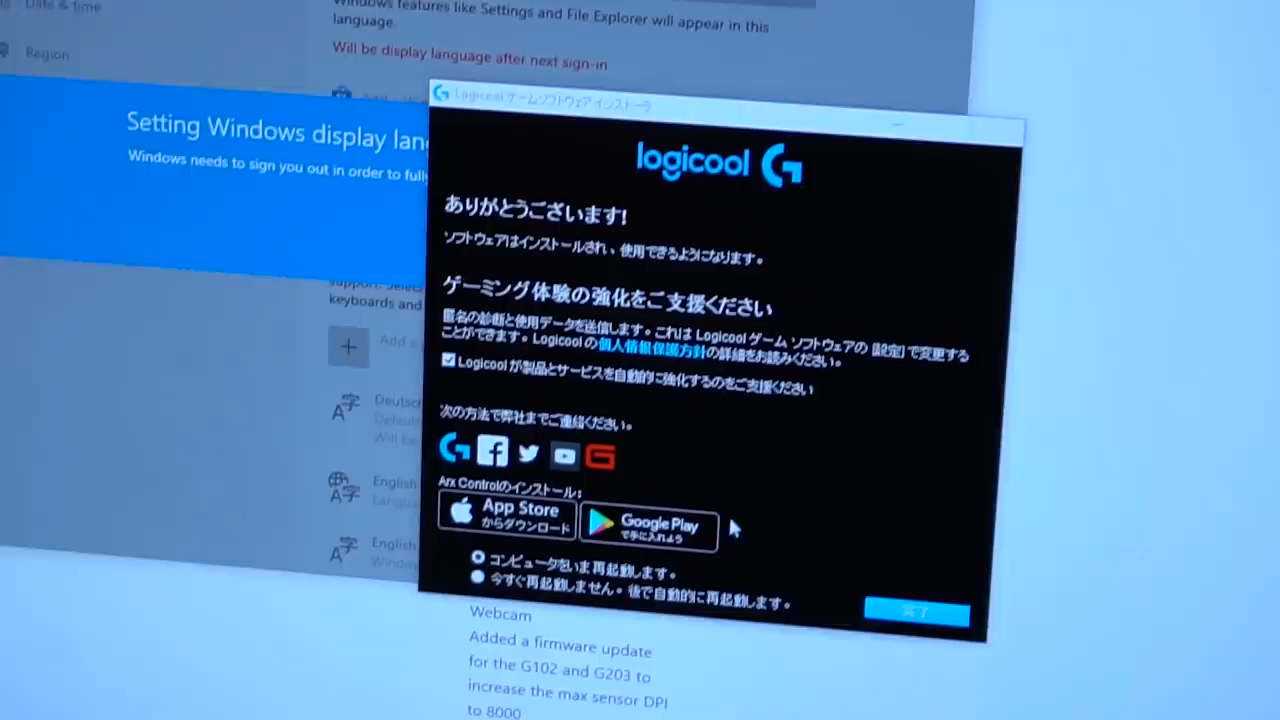 Date & time
Windows features like Settings and File Explorer will appear in this
language.
Region
Will be display language after next sign-in
Setting Windows display lan
Windows needs to sign you out in order to full
keyboards and
Deutsc
Will be
English
Langua
English
Window
Logicool ゲームソフトウェア インストーラ
logicool G
ありがとうございます!
ソフトウェアはインストールされ、使用できるようになります。
ゲーミング体験の強化をご支援ください
匿名の診断と使用データを送信します。これは Logicool ゲーム ソフトウェアの [設定] で変更する
ことができます。Logicool の個人情報保護方針の詳細をお読みください。
Logicool が製品とサービスを自動的に強化するのをご支援ください
次の方法で弊社までご連絡ください。
Arx Controlのインストール:
App Store
からダウンロード
Google Play
で手に入れよう
コンピュータをいま再起動します。
今すぐ再起動しません。後で自動的に再起動します。
完了
Webcam
Added a firmware update
for the G102 and G203 to
increase the max sensor DPI
to 8000